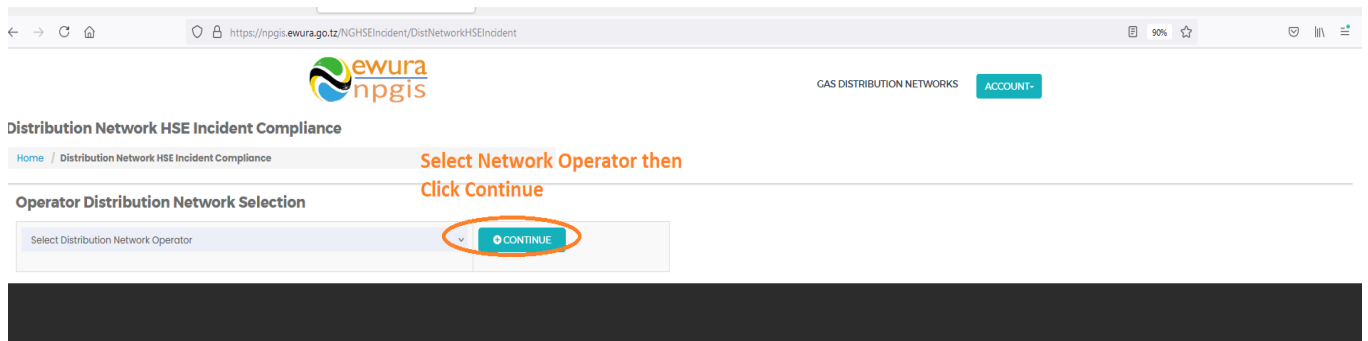 https://npgis.ewura.go.tz/NGHSEIncident/DistNetworkHSEIncident
90%
ewura
npgis
GAS DISTRIBUTION NETWORKS
ACCOUNT
Distribution Network HSE Incident Compliance
Home / Distribution Network HSE Incident Compliance
Select Network Operator then
Click Continue
Operator Distribution Network Selection
Select Distribution Network Operator
CONTINUE